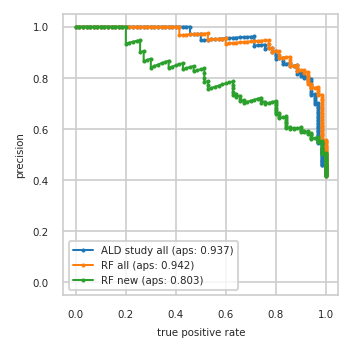 1.0
0.8
0.6
0.4
0.2
0.0
precision
ALD study all (aps: 0.937)
RF all (aps: 0.942)
RF new (aps: 0.803)
0.0 0.2 0.4 0.6 0.8 1.0
true positive rate